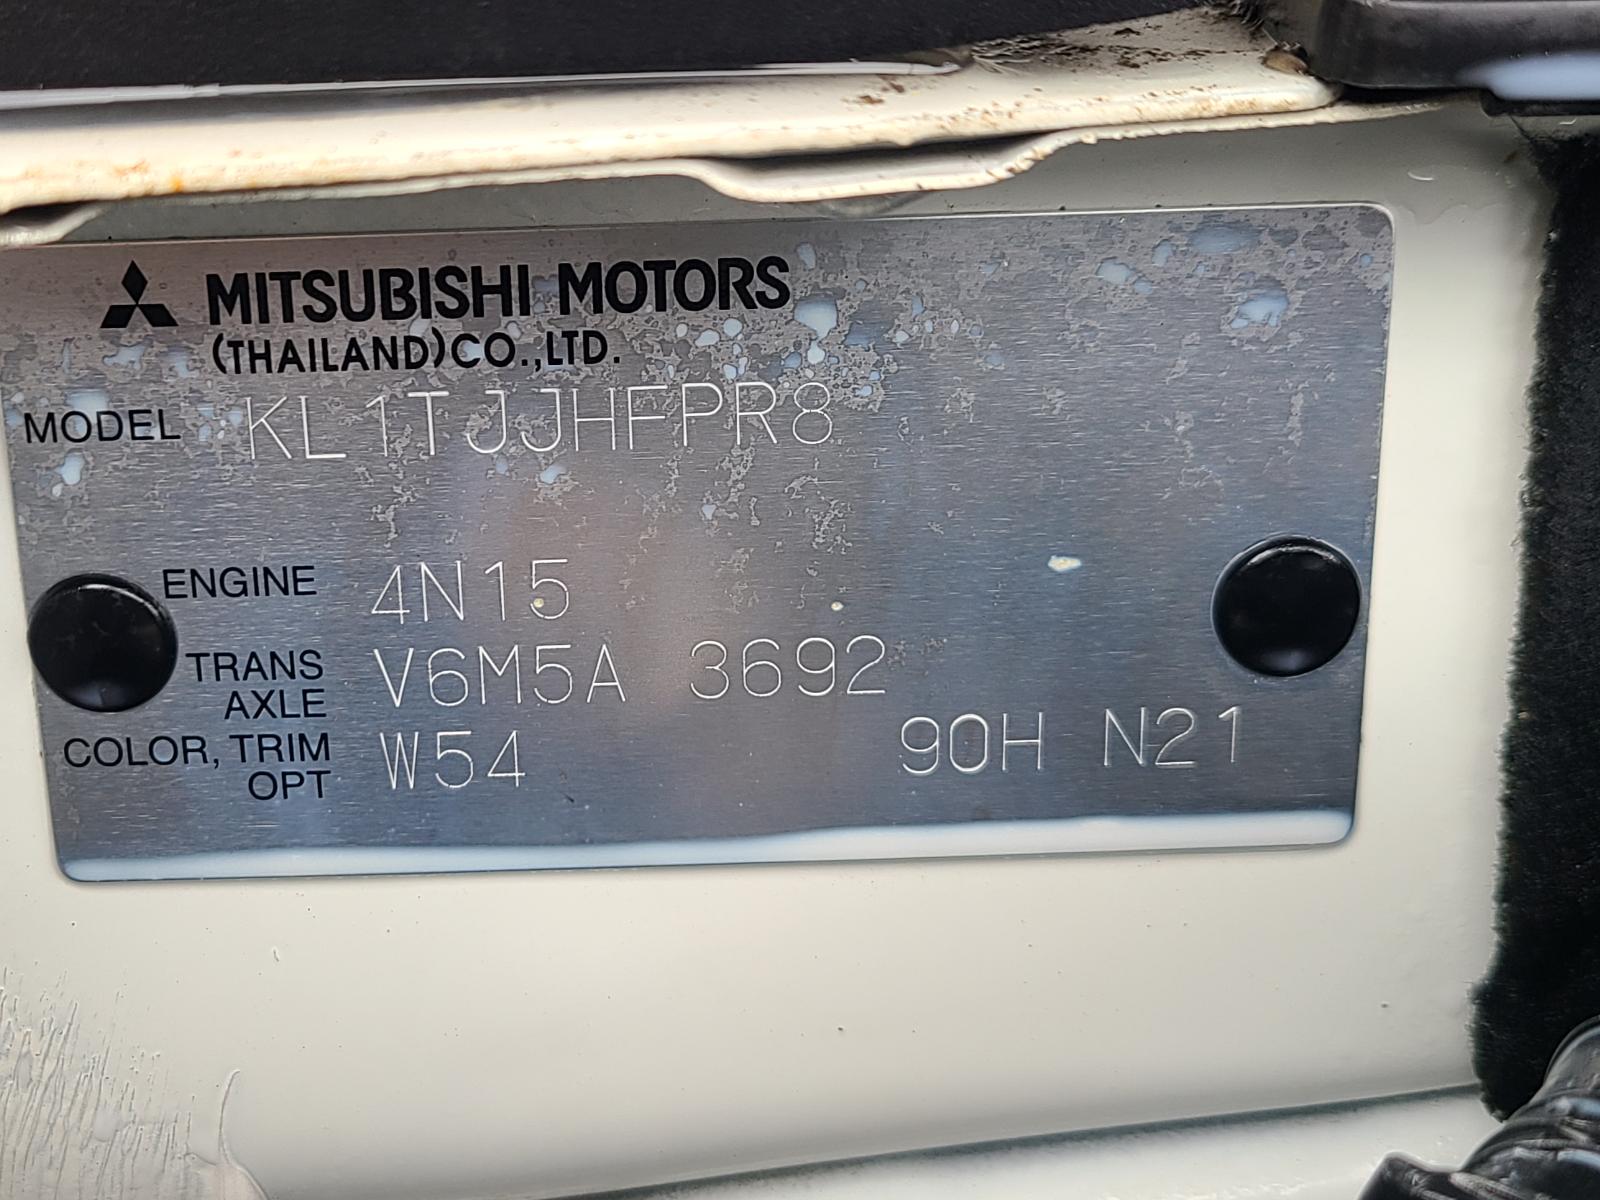 MITSUBISHI MOTORS
(THAILAND)CO.,LTD.
MODEL KL1TJJHFPR8
ENGINE 4N15
TRANS AXLE V6M5A 3692
COLOR, TRIM OPT W54 90H N21